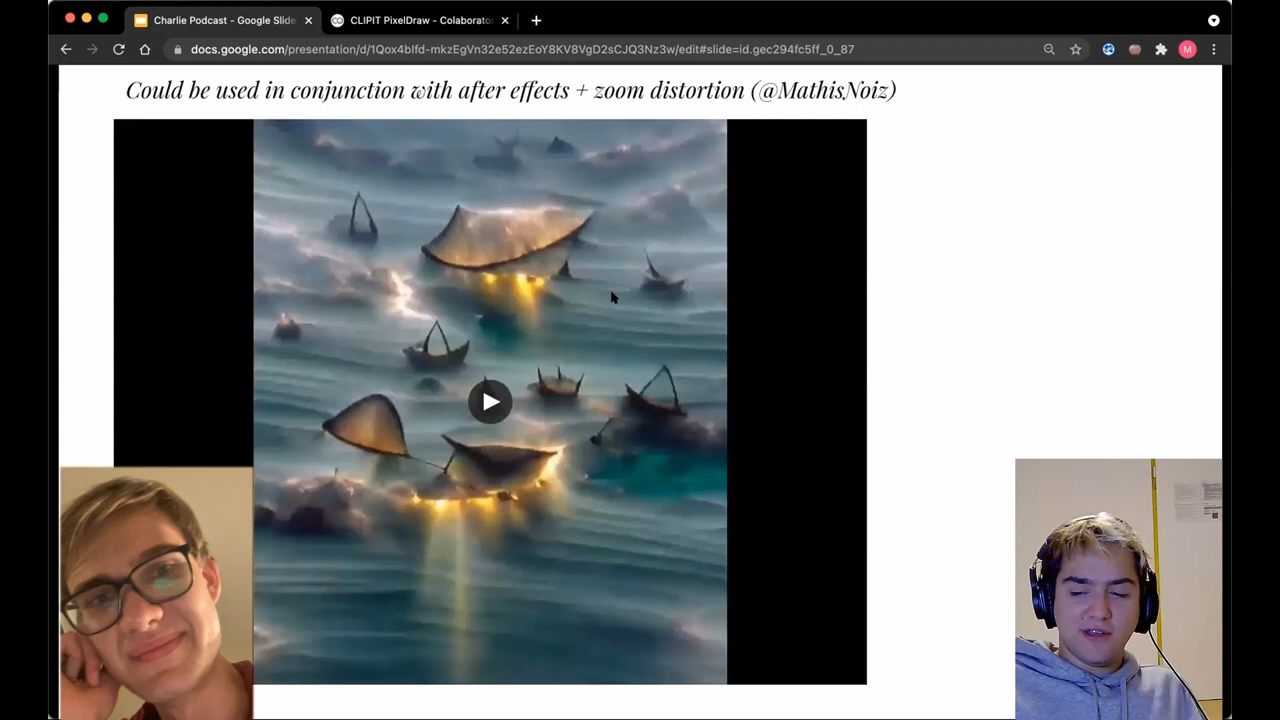 Charlie Podcast - Google Slide
CLIPIT PixelDraw - Colaborato
docs.google.com/presentation/d/1Qox4blfd-mkzEgVn32e52ezEoY8KV8VgD2sCJQ3Nz3w/edit#slide=id.gec294fc5ff_0_87
M
Could be used in conjunction with after effects + zoom distortion (@MathisNoiz)